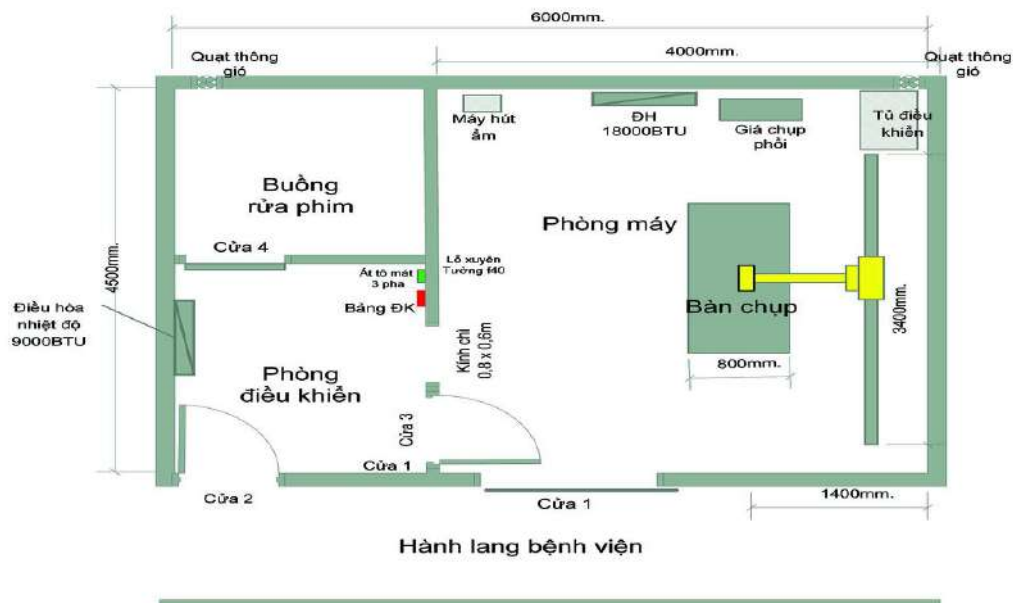 6000mm.
4000mm.
Quạt thông
gió
Quạt thông
gió
Máy hút
ẩm
ĐH
18000BTU
Giá chụp
phổi
Tủ điều
khiển
Buồng
rửa phim
Phòng máy
Cửa 4
Lỗ xuyên
Tường f40
Át tô mát
3 pha
Bảng ĐK
4500mm.
Điều hòa
nhiệt độ
9000BTU
Bàn chụp
3400mm.
Kính chì
0,8 x 0,6m
800mm.
Phòng
điều khiển
Cửa 3
Cửa 1
Cửa 2
Cửa 1
1400mm.
Hành lang bệnh viện